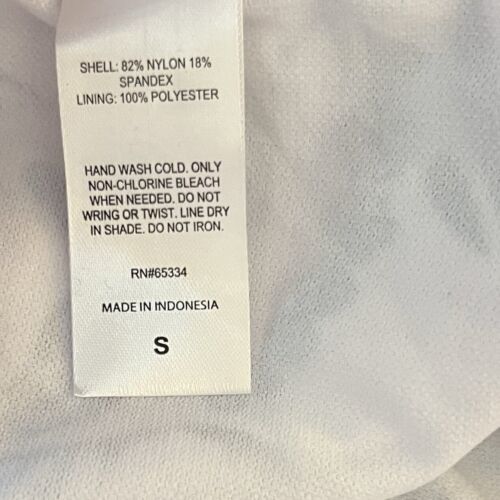 SHELL: 82% NYLON 18%
SPANDEX
LINING: 100% POLYESTER
HAND WASH COLD. ONLY
NON-CHLORINE BLEACH
WHEN NEEDED. DO NOT
WRING OR TWIST. LINE DRY
IN SHADE. DO NOT IRON.
RN#65334
MADE IN INDONESIA
S